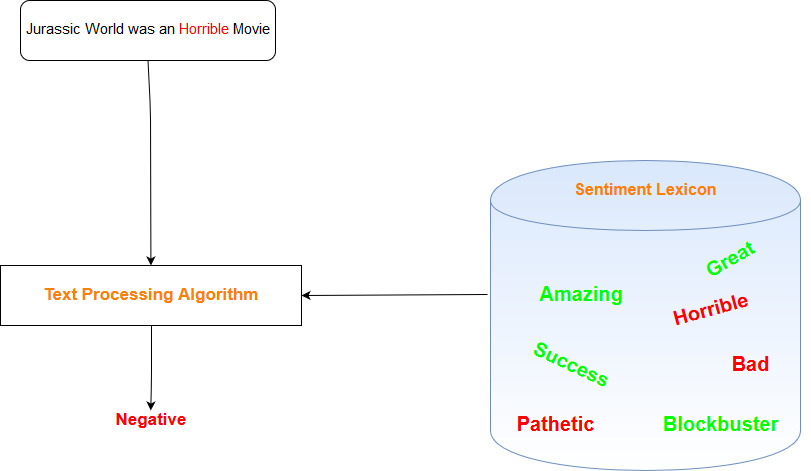 Jurassic World was an Horrible Movie
Sentiment Lexicon
Great
Amazing
Text Processing Algorithm
Horrible
Success
Bad
Negative
Pathetic
Blockbuster